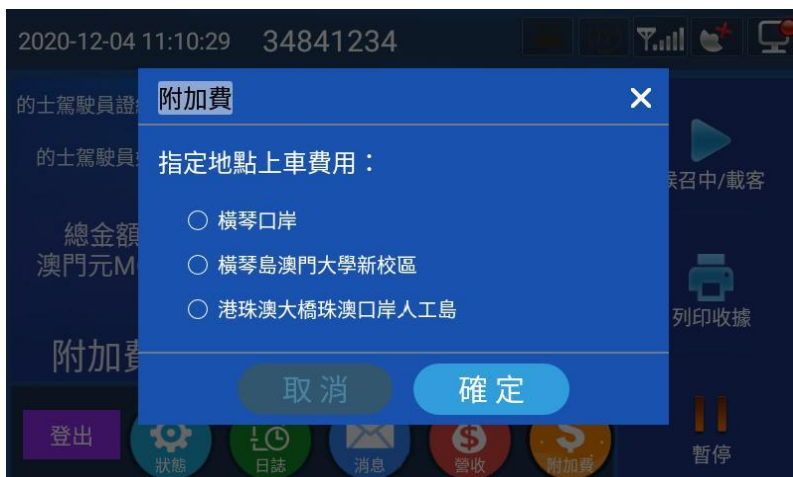 2020-12-04 11:10:29 34841234
附加費
的士駕駛員證
指定地點上車費用：
的士駕駛員
召中/載客
橫琴口岸
總金額
橫琴島澳門大學新校區
澳門元M
港珠澳大橋珠澳口岸人工島
列印收據
附加費
取消
確定
登出
狀態
日誌
消息
營收
附加費
暫停